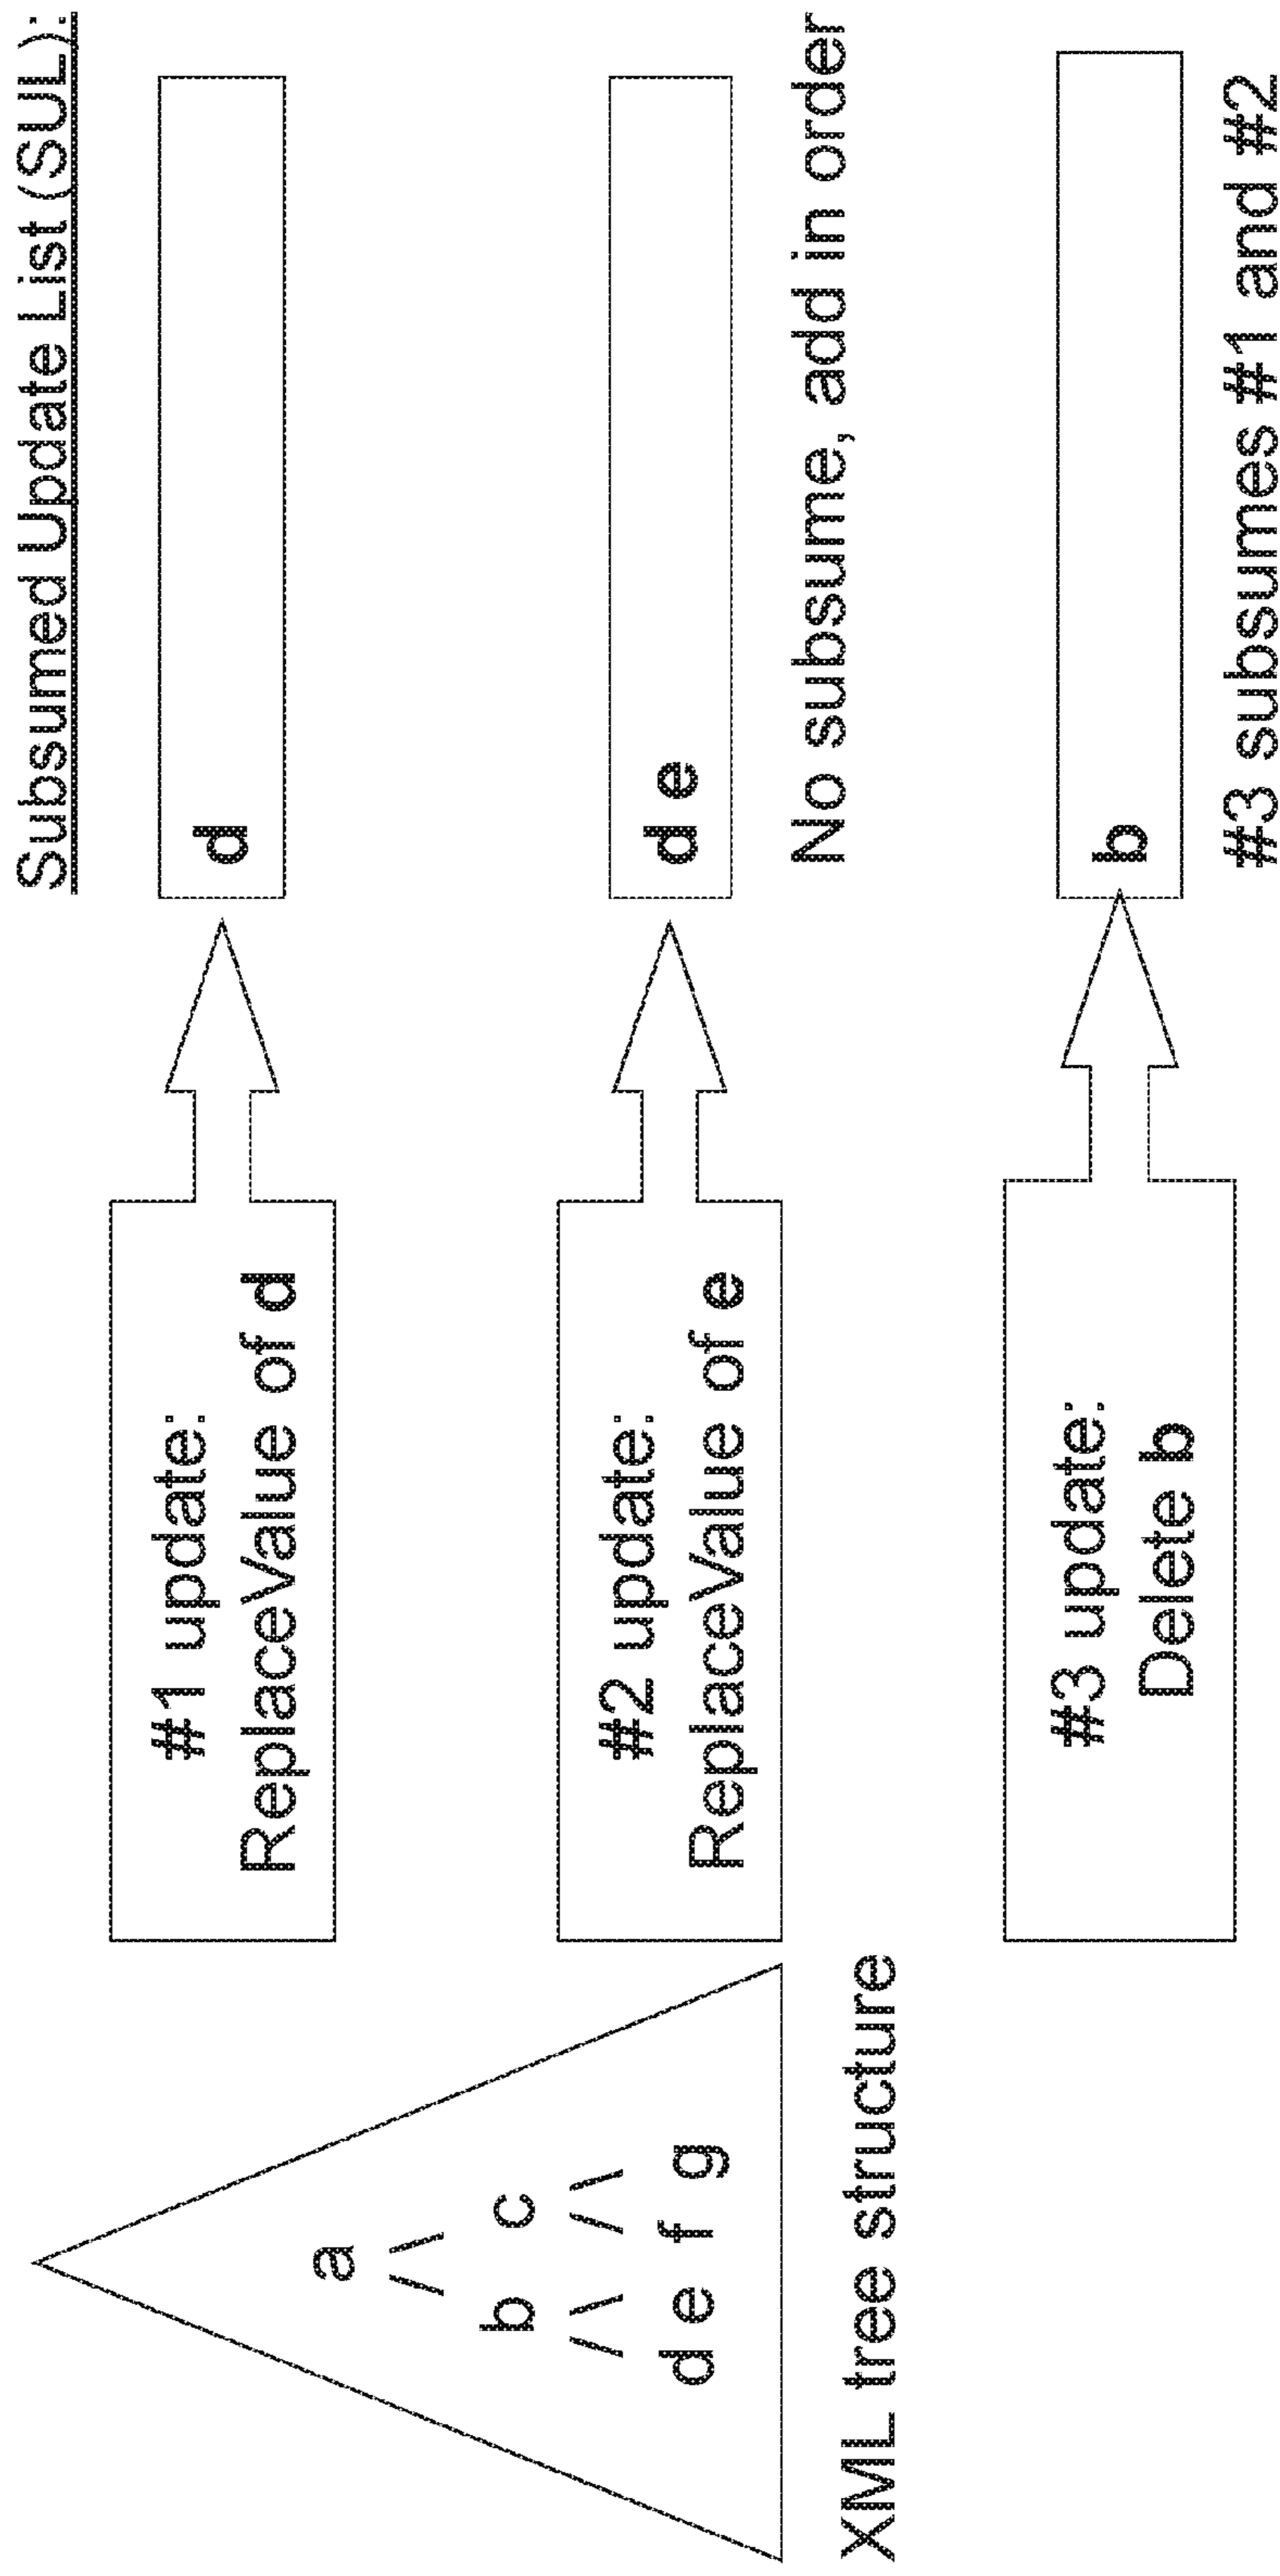 Subsumed Update List (SUL):
a
/ \
b c
/ \ / \
d e f g
XML tree structure
#1 update:
ReplaceValue of d
d
#2 update:
ReplaceValue of e
d e
No subsume, add in order
#3 update:
Delete b
b
#3 subsumes #1 and #2